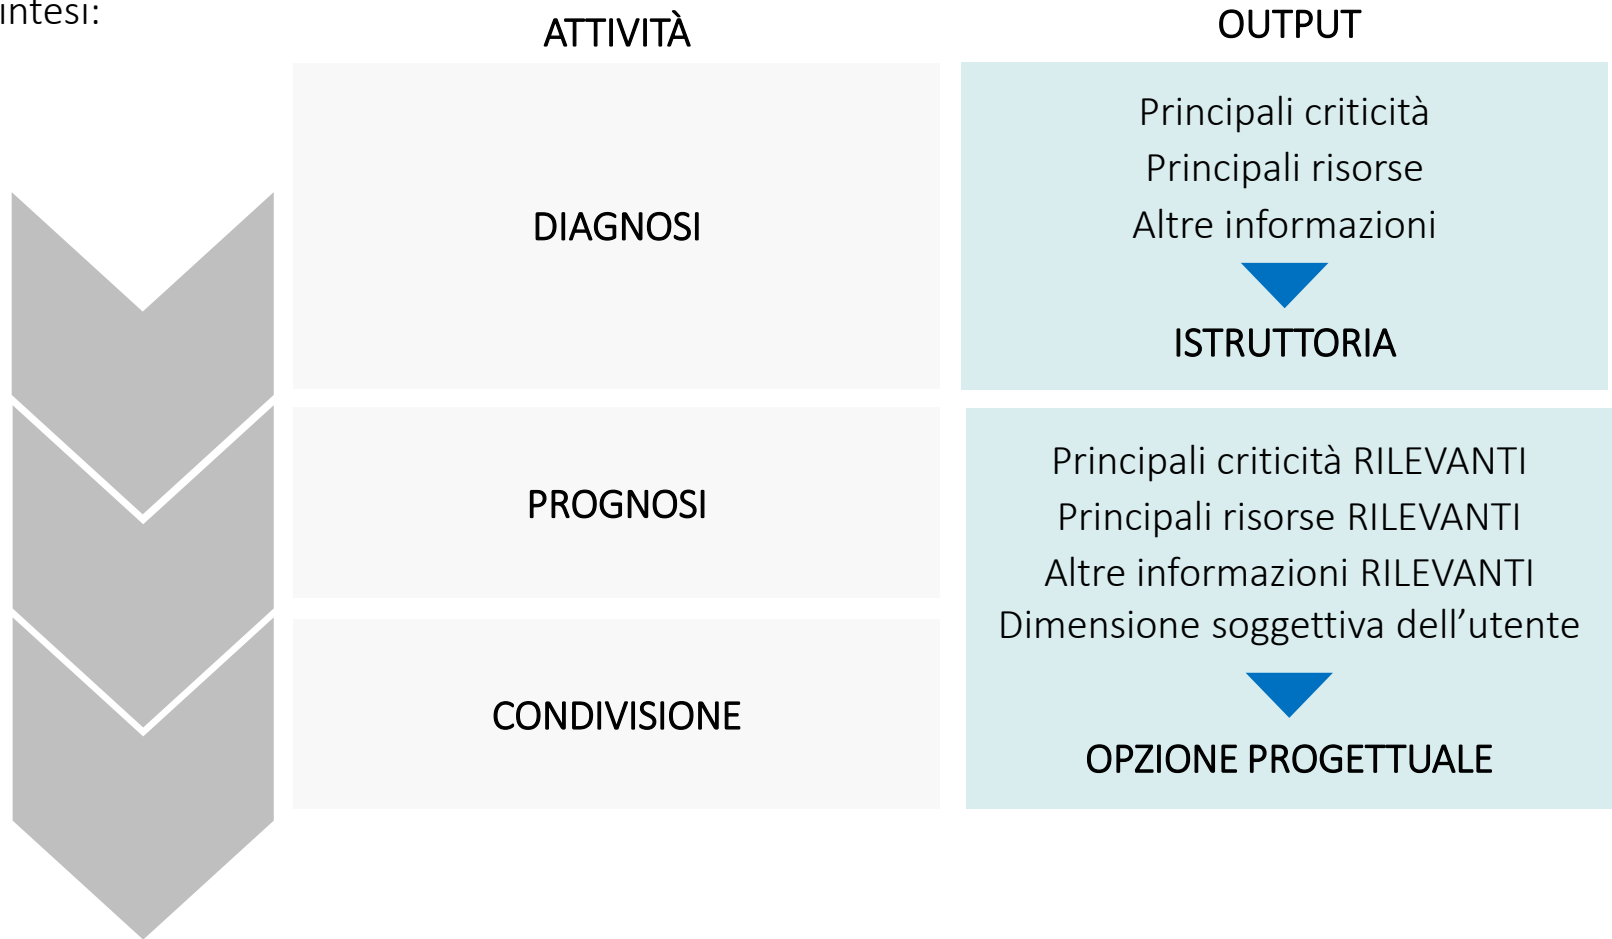 intesi:
ATTIVITÀ
OUTPUT
DIAGNOSI
Principali criticità
Principali risorse
Altre informazioni
ISTRUTTORIA
PROGNOSI
CONDIVISIONE
Principali criticità RILEVANTI
Principali risorse RILEVANTI
Altre informazioni RILEVANTI
Dimensione soggettiva dell’utente
OPZIONE PROGETTUALE